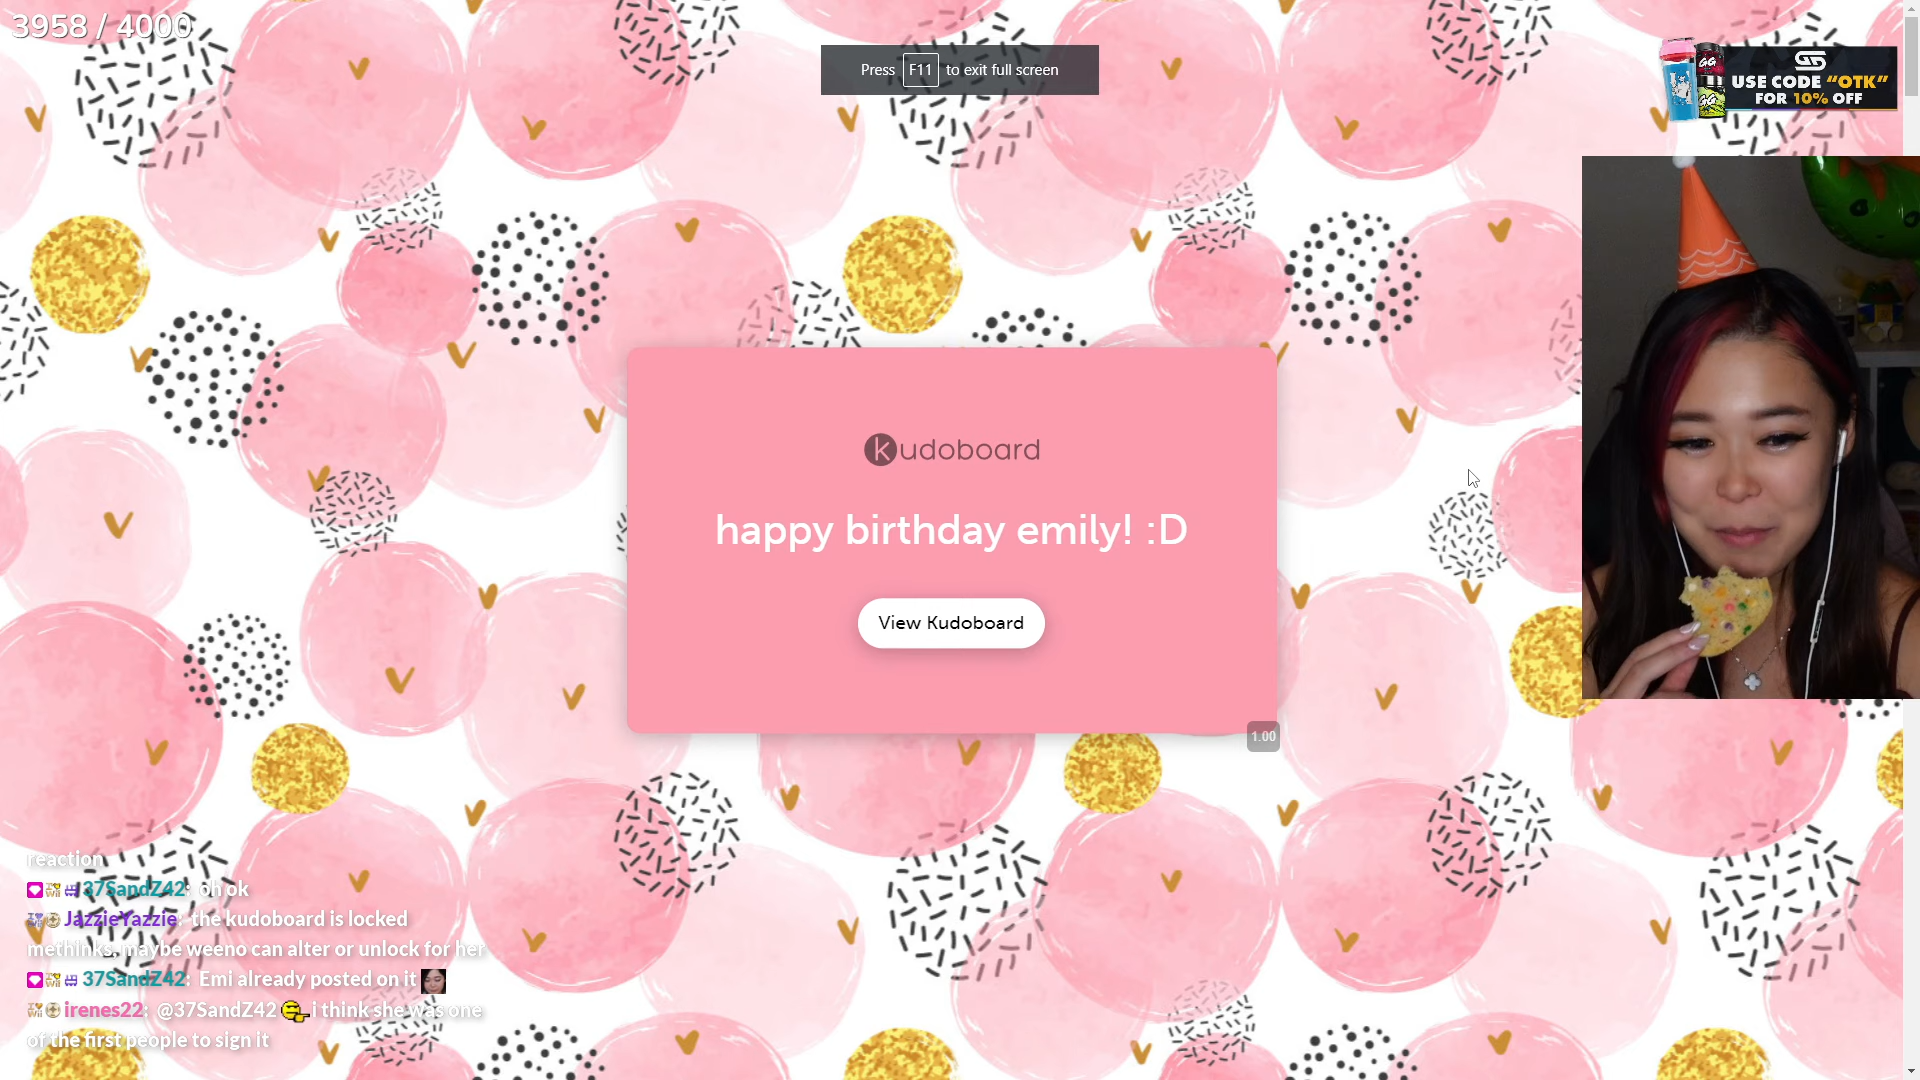 3958 / 4000
Press F11 to exit full screen
GG
GG
USE CODE “OTK”
FOR 10% OFF
kudoboard
happy birthday emily! :D
View Kudoboard
1.00
reaction
37SandZ42: oh ok
JazzieYazzie: the kudoboard is locked
methinks, maybe weeno can alter or unlock for her
37SandZ42: Emi already posted on it
irenes22: @37SandZ42 i think she was one
of the first people to sign it